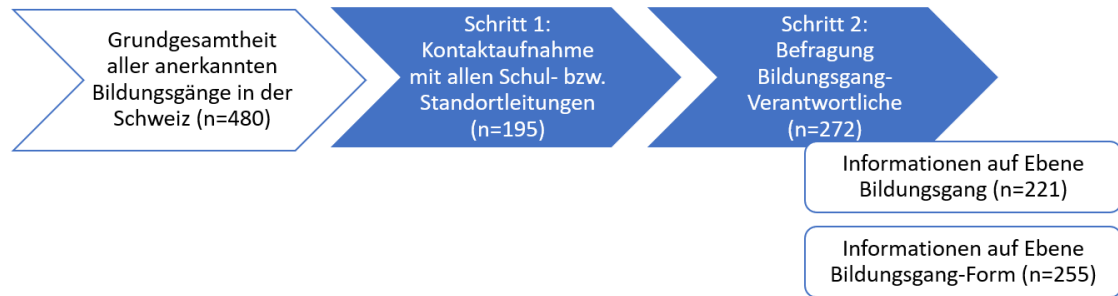 Grundgesamtheit
aller anerkannten
Bildungsgänge in der
Schweiz (n=480)
Schritt 1:
Kontaktaufnahme
mit allen Schul- bzw.
Standortleitungen
(n=195)
Schritt 2:
Befragung
Bildungsgang-
Verantwortliche
(n=272)
Informationen auf Ebene
Bildungsgang (n=221)
Informationen auf Ebene
Bildungsgang-Form (n=255)